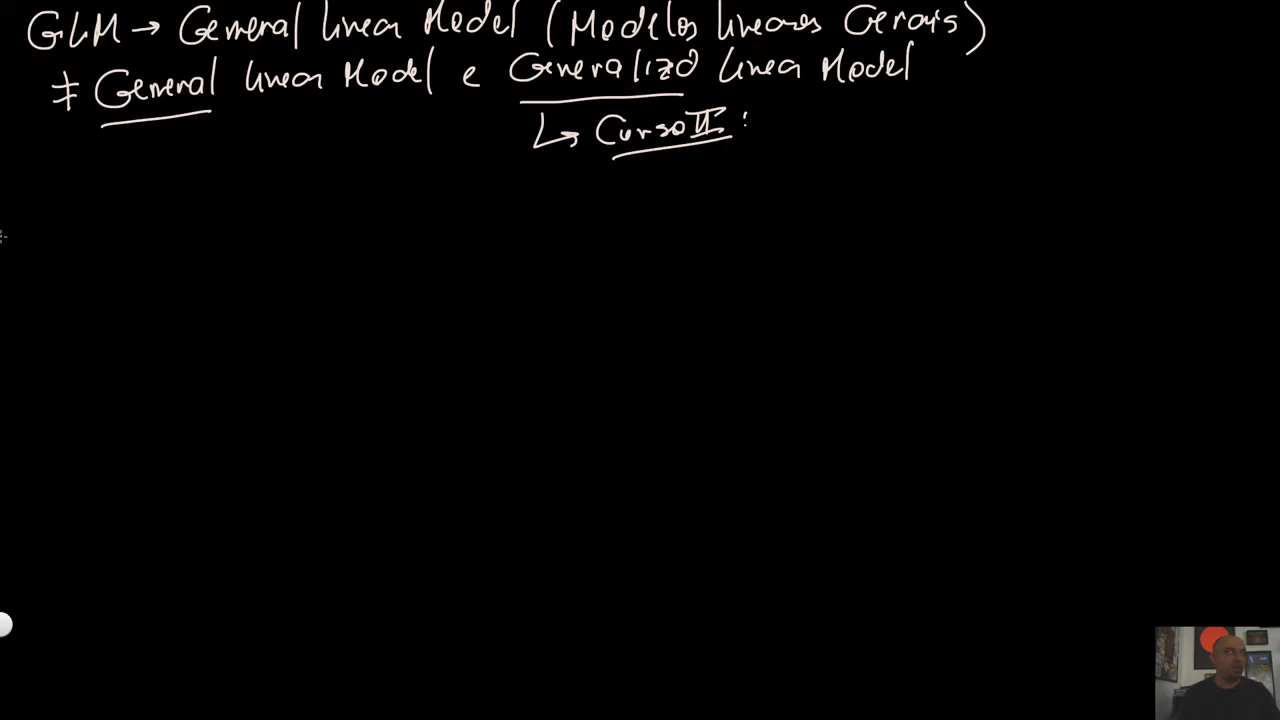 GLM → General linear Model (Modelos lineares Gerais)
≠ General linear Model e Generalized linear Model
↳ Curso II :